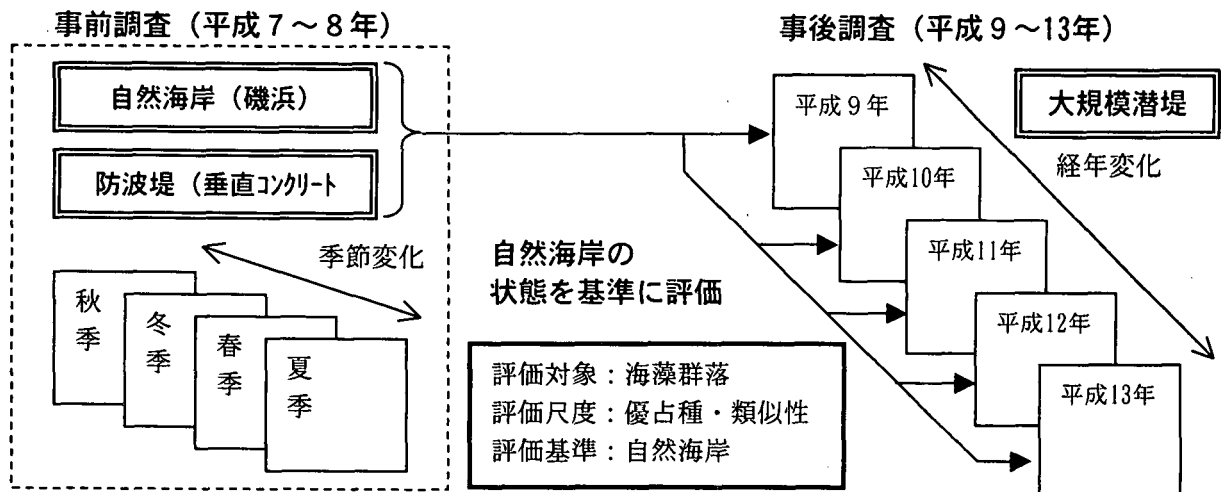 事前調査（平成７～８年）
自然海岸（磯浜）
防波堤（垂直ｺﾝｸﾘｰﾄ
季節変化
秋季
冬季
春季
夏季
自然海岸の
状態を基準に評価
評価対象：海藻群落
評価尺度：優占種・類似性
評価基準：自然海岸
事後調査（平成９～13年）
大規模潜堤
経年変化
平成９年
平成10年
平成11年
平成12年
平成13年